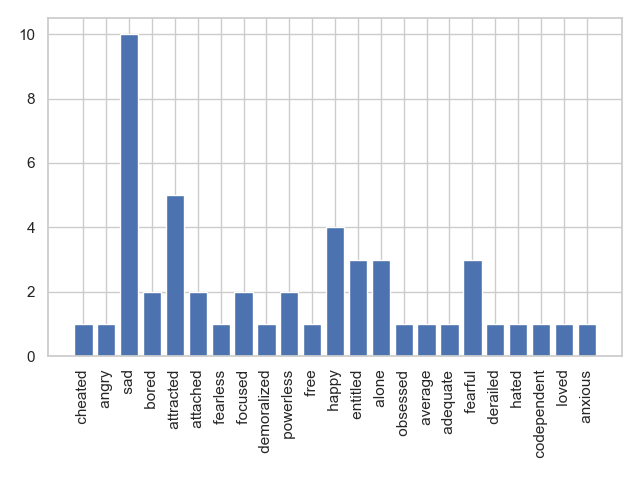 10
8
6
4
2
0
cheated
angry
sad
bored
attracted
attached
fearless
focused
demoralized
powerless
free
happy
entitled
alone
obsessed
average
adequate
fearful
derailed
hated
codependent
loved
anxious